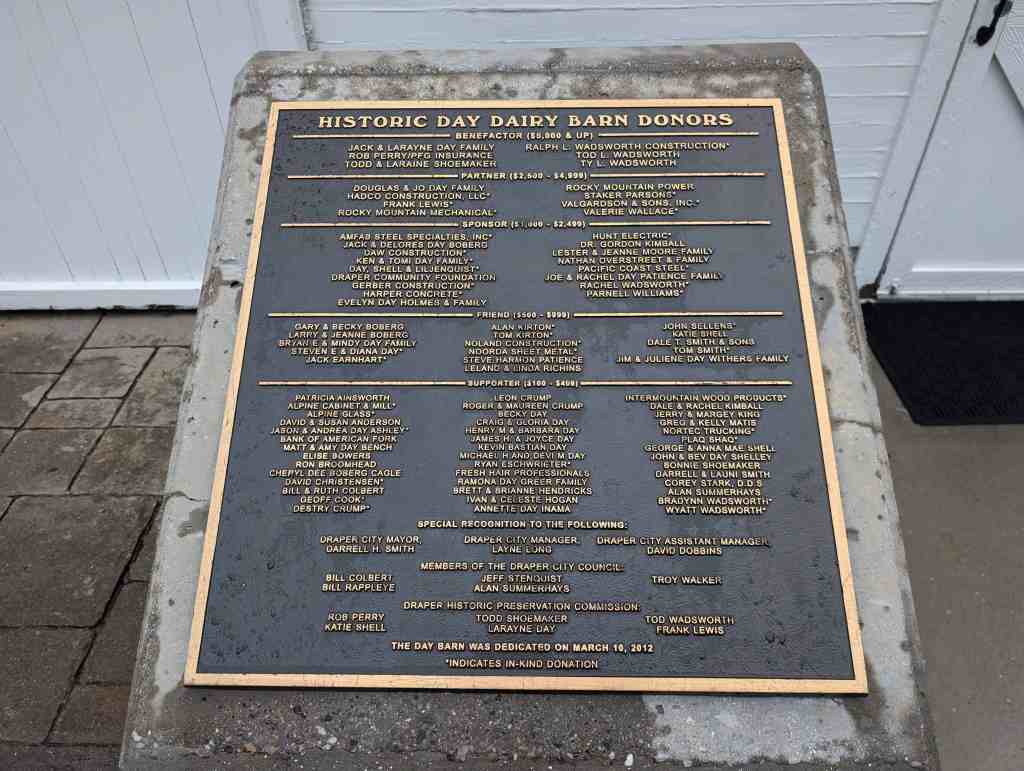 HISTORIC DAY DAIRY BARN DONORS
BENEFACTOR ($5,000 & UP)
JACK & LARAYNE DAY FAMILY
ROB PERRY/PFG INSURANCE
TODD & LARAINE SHOEMAKER
RALPH L. WADSWORTH CONSTRUCTION*
TOD L. WADSWORTH
TY L. WADSWORTH
PARTNER ($2,500 - $4,999)
DOUGLAS & JO DAY FAMILY
HADCO CONSTRUCTION, LLC*
FRANK LEWIS*
ROCKY MOUNTAIN MECHANICAL*
ROCKY MOUNTAIN POWER
STAKER PARSONS*
VALGARDSON & SONS, INC.*
VALERIE WALLACE*
SPONSOR ($1,000 - $2,499)
AMFAB STEEL SPECIALTIES, INC*
JACK & DELORES DAY BOBERG
DAW CONSTRUCTION*
KEN & TOMI DAY FAMILY*
DAY, SHELL & LILJENQUIST*
DRAPER COMMUNITY FOUNDATION
GERBER CONSTRUCTION*
HARPER CONCRETE*
EVELYN DAY HOLMES & FAMILY
HUNT ELECTRIC*
DR. GORDON KIMBALL
LESTER & JEANNE MOORE FAMILY
NATHAN OVERSTREET & FAMILY
PACIFIC COAST STEEL*
JOE & RACHEL DAY PATIENCE FAMILY
RACHEL WADSWORTH*
PARNELL WILLIAMS*
FRIEND ($500 - $999)
GARY & BECKY BOBERG
LARRY & JEANNE BOBERG
BRYAN E & MINDY DAY FAMILY
STEVEN E & DIANA DAY*
JACK EARNHART*
ALAN KIRTON*
TOM KIRTON*
NOLAND CONSTRUCTION*
NOORDA SHEET METAL*
STEVE HARMON PATIENCE
LELAND & LINDA RICHINS
JOHN SELLENS*
KATIE SHELL
DALE T. SMITH & SONS
TOM SMITH*
JIM & JULIENE DAY WITHERS FAMILY
SUPPORTER ($100 - $499)
PATRICIA AINSWORTH
ALPINE CABINET & MILL*
ALPINE GLASS*
DAVID & SUSAN ANDERSON
JASON & ANDREA DAY ASHLEY*
BANK OF AMERICAN FORK
MATT & AMY DAY BENCH
ELISE BOWERS
RON BROOMHEAD
CHERYL DEE BOBERG CAGLE
DAVID CHRISTENSEN*
BILL & RUTH COLBERT
GEOFF COOK*
DESTRY CRUMP*
LEON CRUMP
ROGER & MAUREEN CRUMP
BECKY DAY
CRAIG & GLORIA DAY
HENRY M & BARBARA DAY
JAMES H. & JOYCE DAY
KEVIN BASTIAN DAY
MICHAEL H AND DEVI M DAY
RYAN ESCHWRIETER*
FRESH HAIR PROFESSIONALS
RAMONA DAY GREER FAMILY
BRETT & BRIANNE HENDRICKS
IVAN & CELESTE HOGAN
ANNETTE DAY INAMA
INTERMOUNTAIN WOOD PRODUCTS*
DALE & RACHEL KIMBALL
JERRY & MARGEY KING
GREG & KELLY MATIS
NORTEC TRUCKING*
PLAQ SHAQ*
GEORGE & ANNA MAE SHELL
JOHN & BEV DAY SHELLEY
BONNIE SHOEMAKER
DARRELL & LAUNI SMITH
COREY STARK, D.D.S
ALAN SUMMERHAYS
BRADYNN WADSWORTH*
WYATT WADSWORTH*
SPECIAL RECOGNITION TO THE FOLLOWING:
DRAPER CITY MAYOR,
DARRELL H. SMITH
DRAPER CITY MANAGER,
LAYNE LONG
DRAPER CITY ASSISTANT MANAGER,
DAVID DOBBINS
MEMBERS OF THE DRAPER CITY COUNCIL:
BILL COLBERT
BILL RAPPLEYE
JEFF STENQUIST
ALAN SUMMERHAYS
TROY WALKER
DRAPER HISTORIC PRESERVATION COMMISSION:
ROB PERRY
KATIE SHELL
TODD SHOEMAKER
LARAYNE DAY
TOD WADSWORTH
FRANK LEWIS
THE DAY BARN WAS DEDICATED ON MARCH 10, 2012
*INDICATES IN-KIND DONATION